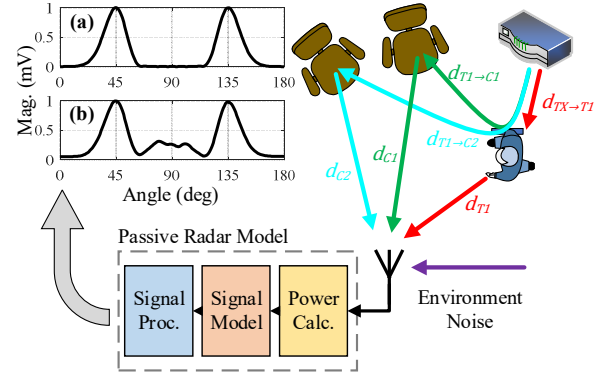 (a)
1
0.5
0
0
45
90
135
180
(b)
1
0.5
0
0
45
90
135
180
Mag. (mV)
Angle (deg)
d_{TX→T1}
d_{T1→C1}
d_{T1→C2}
d_{C2}
d_{C1}
d_{T1}
Passive Radar Model
Signal
Proc.
Signal
Model
Power
Calc.
Environment
Noise